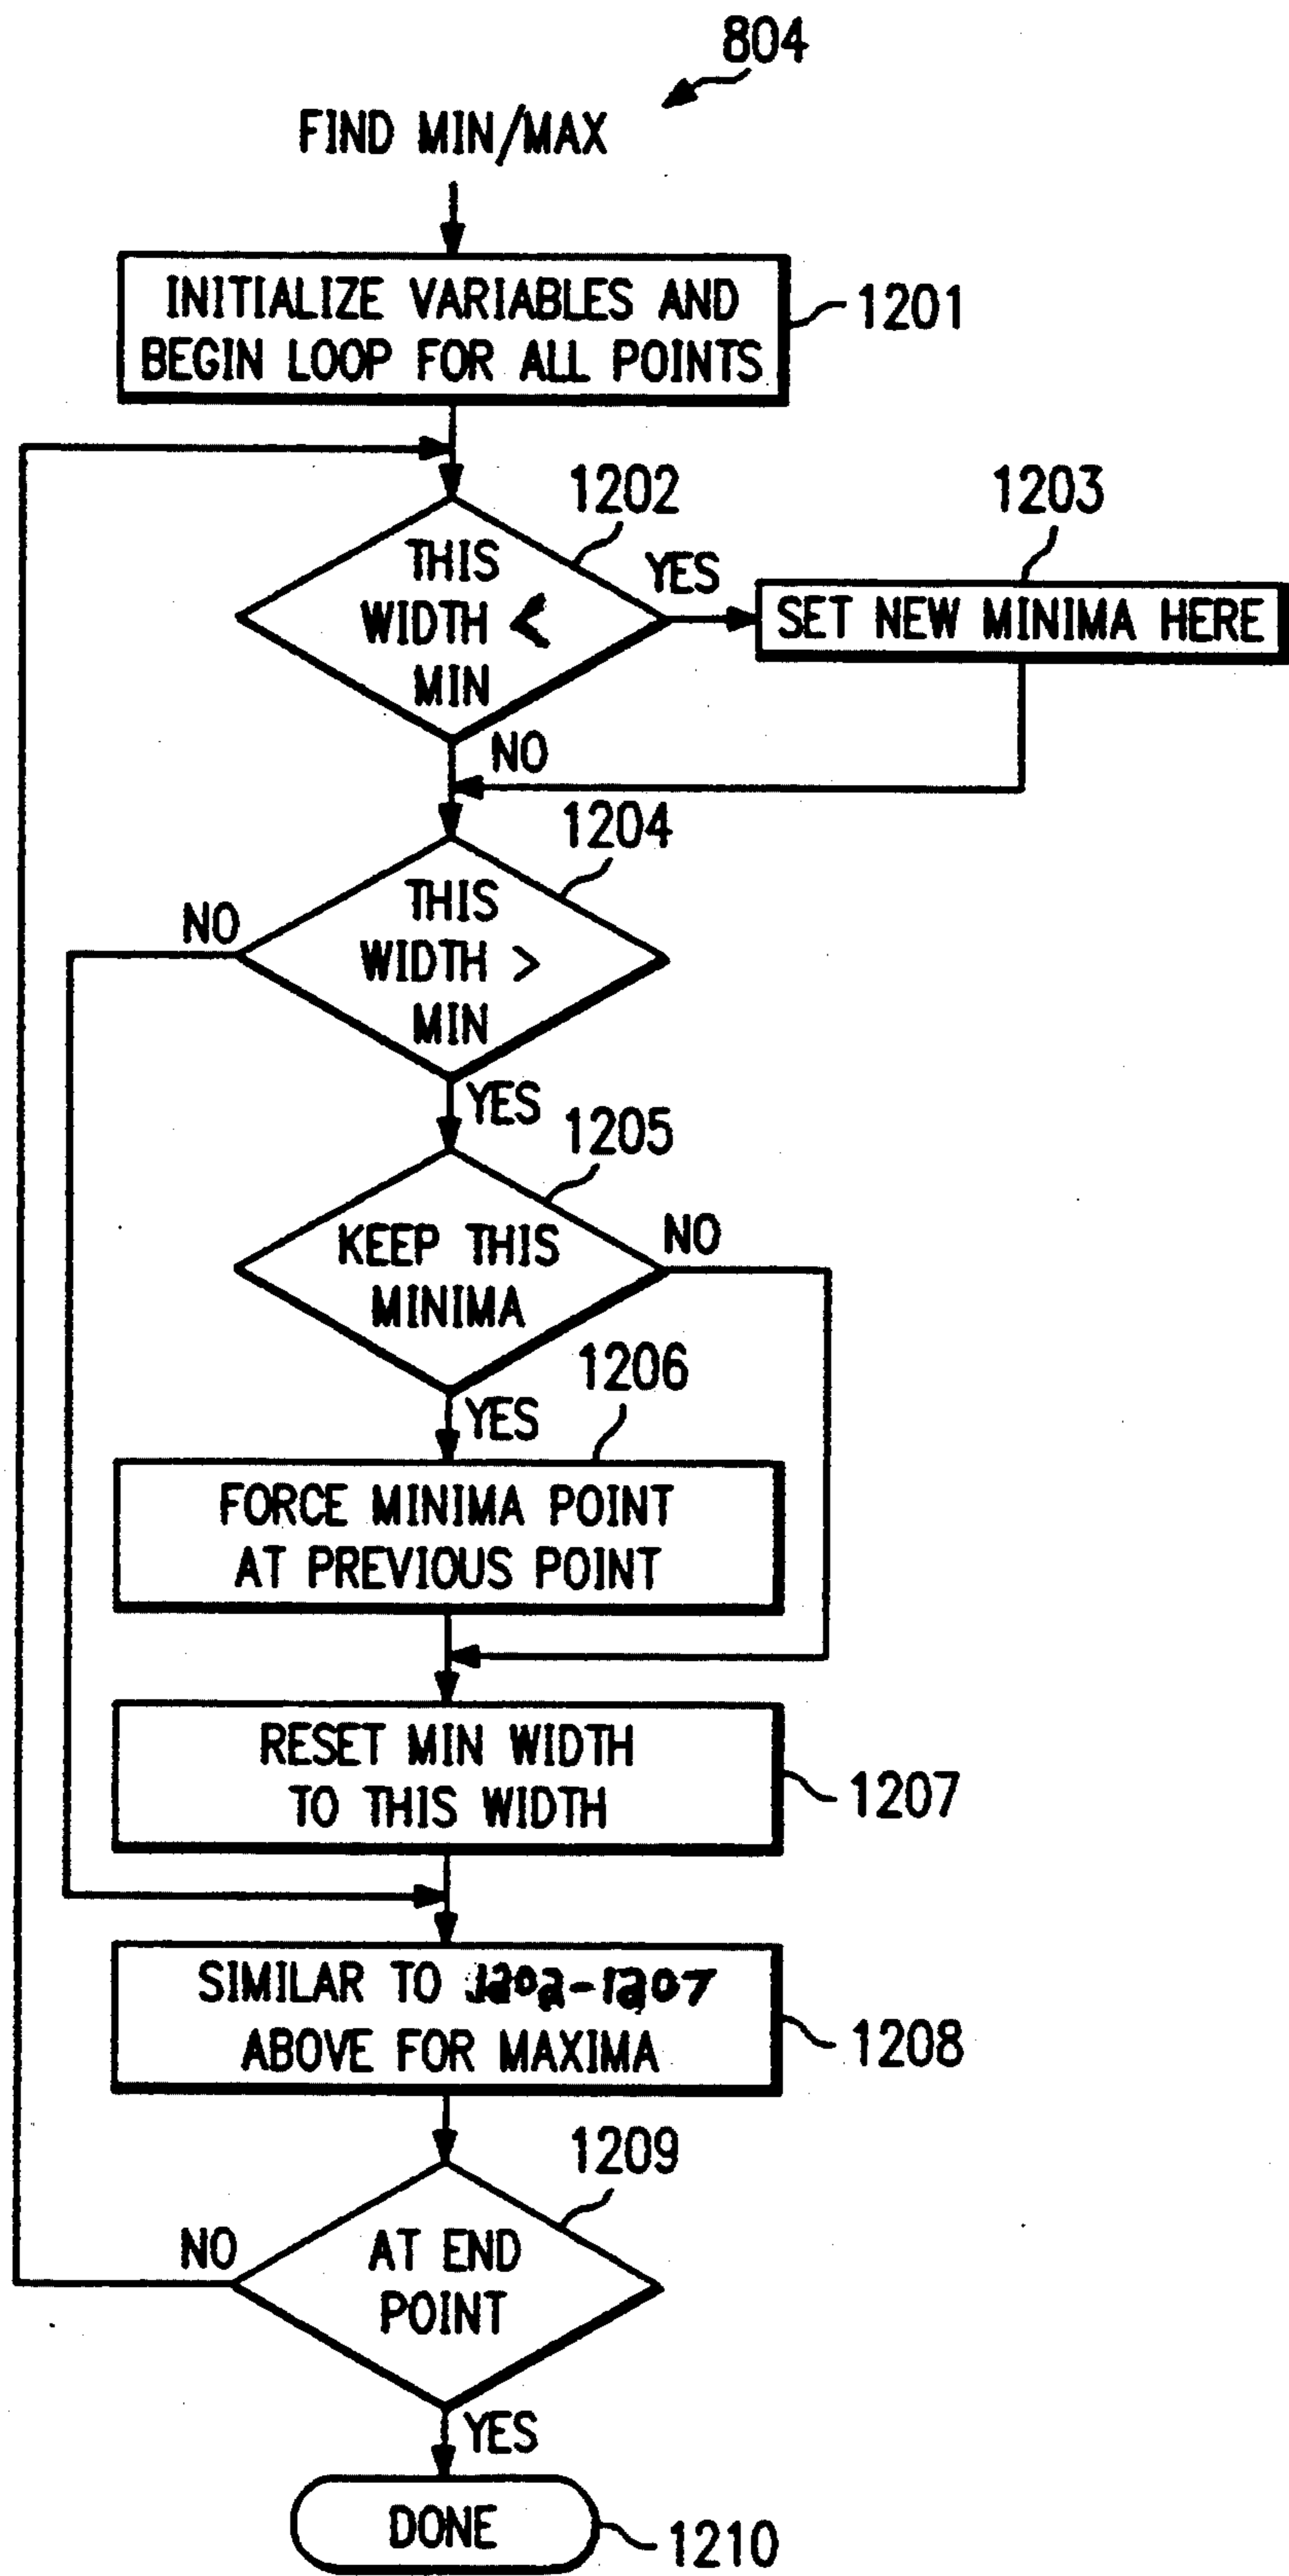 804
FIND MIN/MAX
INITIALIZE VARIABLES AND
BEGIN LOOP FOR ALL POINTS
1201
1202
THIS
WIDTH <
MIN
YES
1203
SET NEW MINIMA HERE
NO
1204
THIS
WIDTH >
MIN
NO
YES
1205
KEEP THIS
MINIMA
NO
YES
1206
FORCE MINIMA POINT
AT PREVIOUS POINT
RESET MIN WIDTH
TO THIS WIDTH
1207
SIMILAR TO 1202-1207
ABOVE FOR MAXIMA
1208
1209
AT END
POINT
NO
YES
DONE
1210